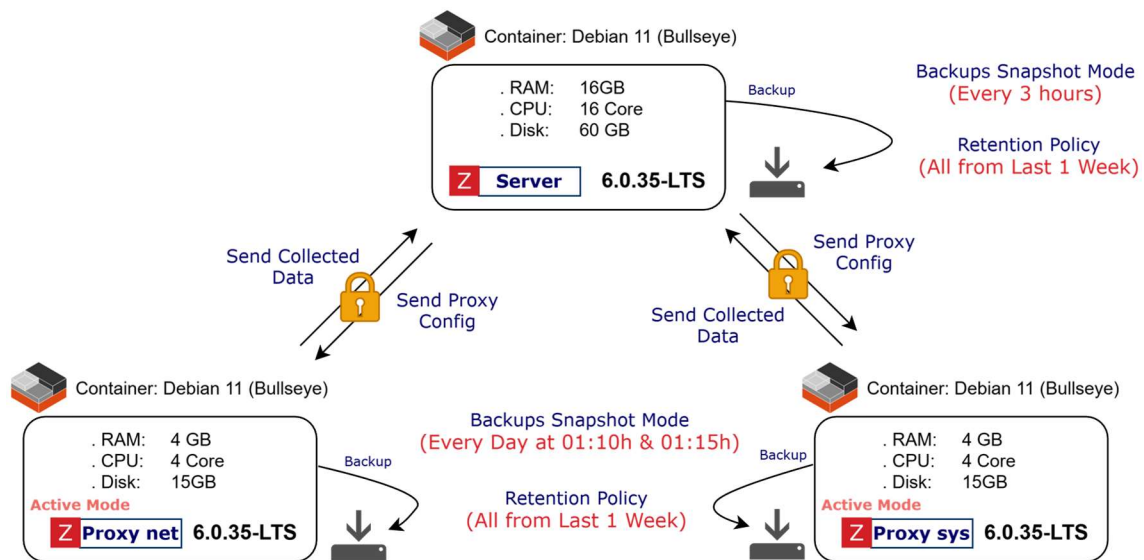 Container: Debian 11 (Bullseye)
. RAM: 16GB
. CPU: 16 Core
. Disk: 60 GB
Z Server 6.0.35-LTS
Backup
Backups Snapshot Mode
(Every 3 hours)
Retention Policy
(All from Last 1 Week)
Send Collected
Data
Send Proxy
Config
Send Proxy
Config
Send Collected
Data
Container: Debian 11 (Bullseye)
. RAM: 4 GB
. CPU: 4 Core
. Disk: 15GB
Active Mode
Z Proxy net 6.0.35-LTS
Backup
Backups Snapshot Mode
(Every Day at 01:10h & 01:15h)
Retention Policy
(All from Last 1 Week)
Backup
Container: Debian 11 (Bullseye)
. RAM: 4 GB
. CPU: 4 Core
. Disk: 15GB
Active Mode
Z Proxy sys 6.0.35-LTS